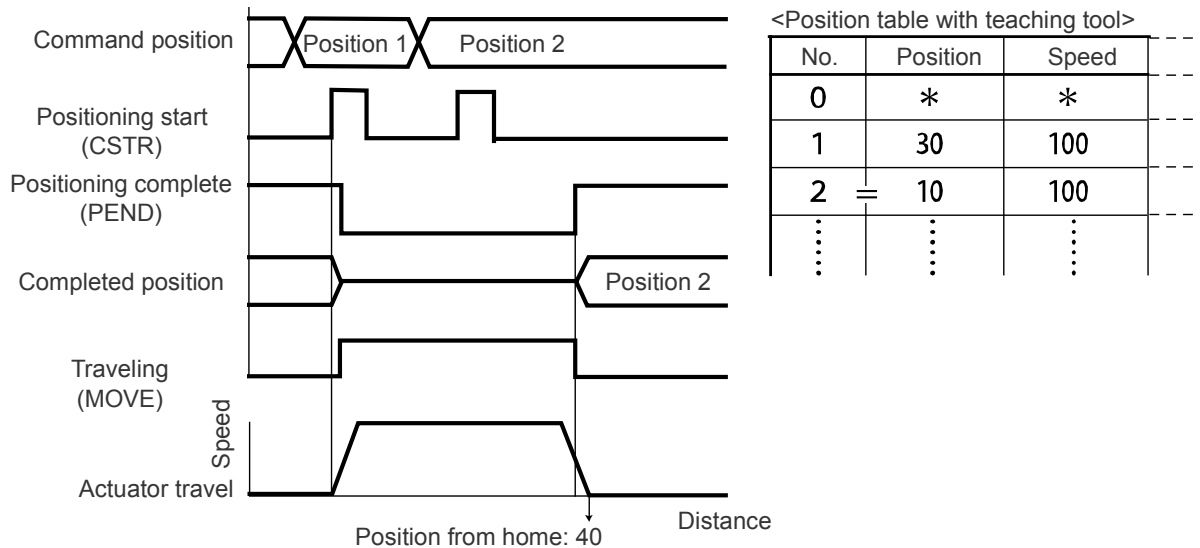 Command position
Position 1
Position 2
Positioning start
(CSTR)
Positioning complete
(PEND)
Completed position
Position 2
Traveling
(MOVE)
Speed
Actuator travel
Distance
Position from home: 40
<Position table with teaching tool>
No. Position Speed
0 * *
1 30 100
2 = 10 100